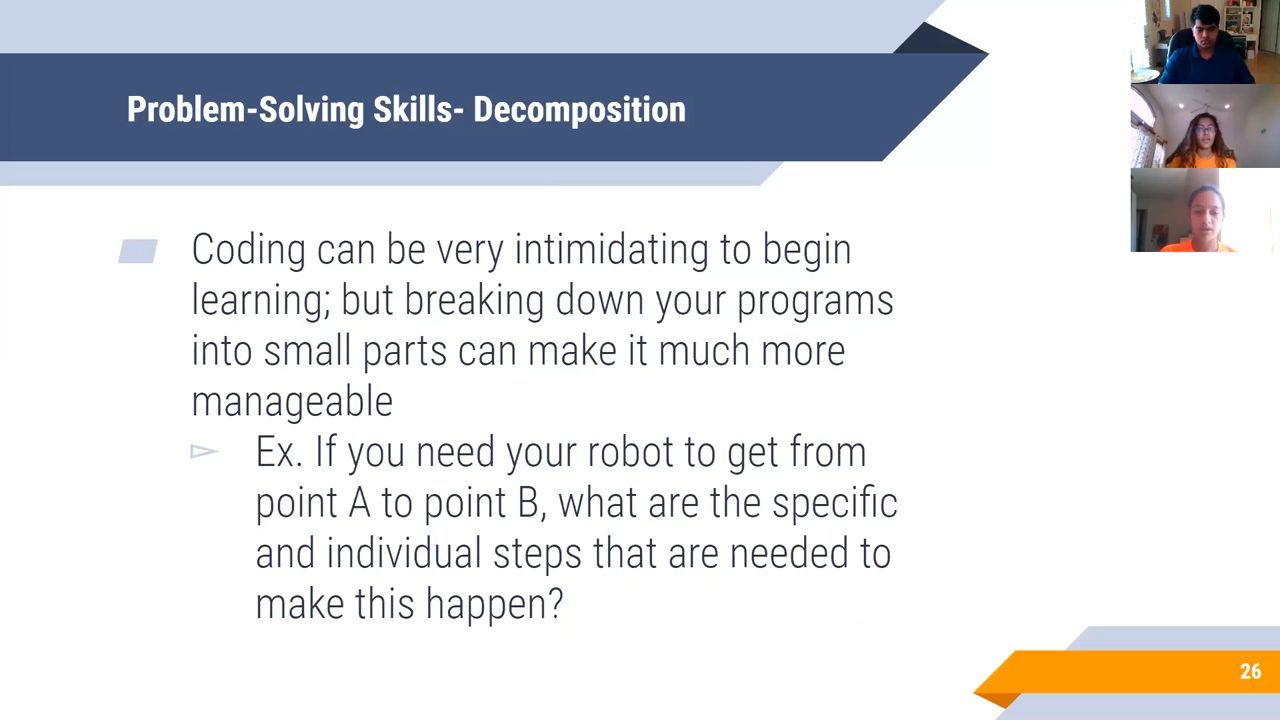 Problem-Solving Skills- Decomposition
Coding can be very intimidating to begin
learning; but breaking down your programs
into small parts can make it much more
manageable
Ex. If you need your robot to get from
point A to point B, what are the specific
and individual steps that are needed to
make this happen?
26